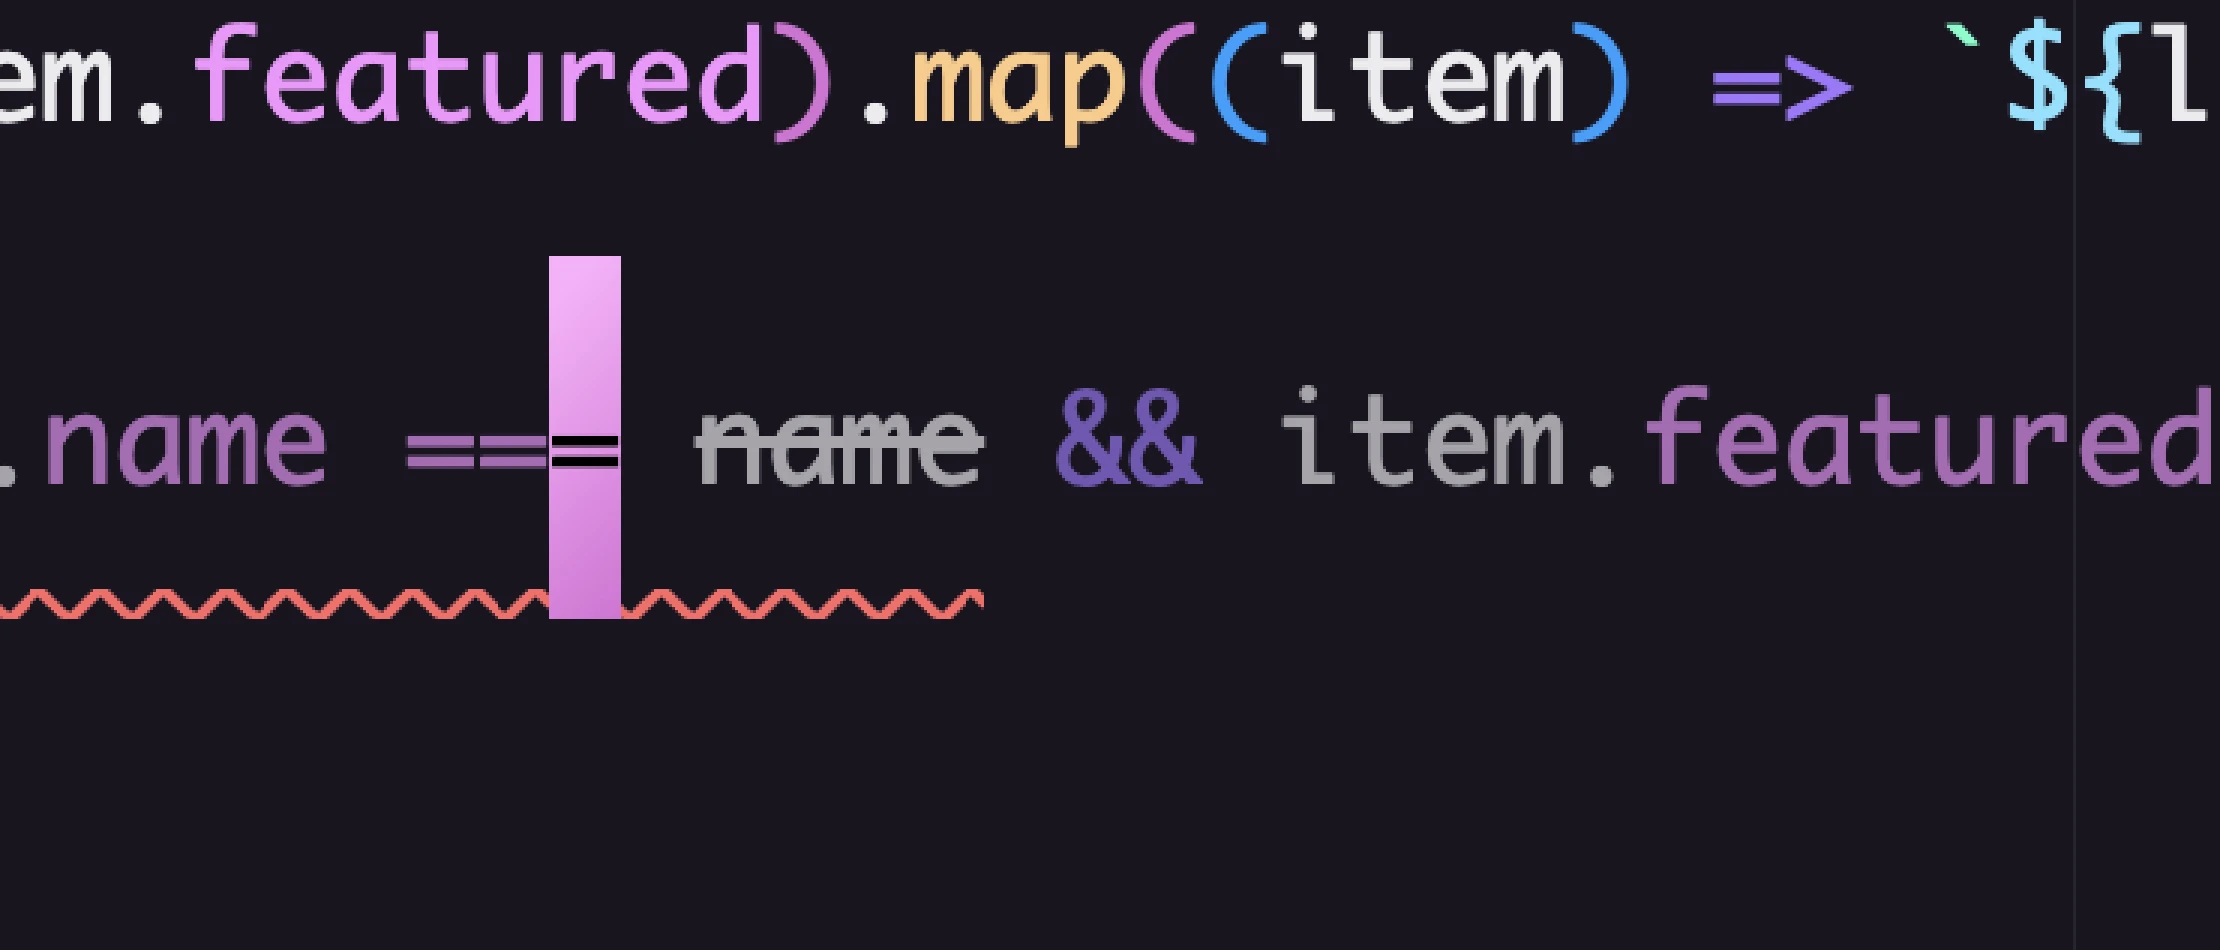 em.featured).map((item) => `${l
.name === name && item.featured